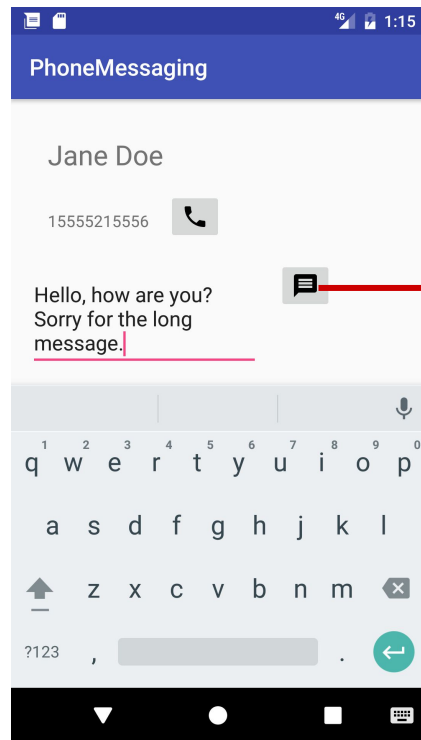 4G 1:15
PhoneMessaging
Jane Doe
15555215556
Hello, how are you?
Sorry for the long
message.
1 2 3 4 5 6 7 8 9 0
q w e r t y u i o p
a s d f g h j k l
z x c v b n m
?123 , .